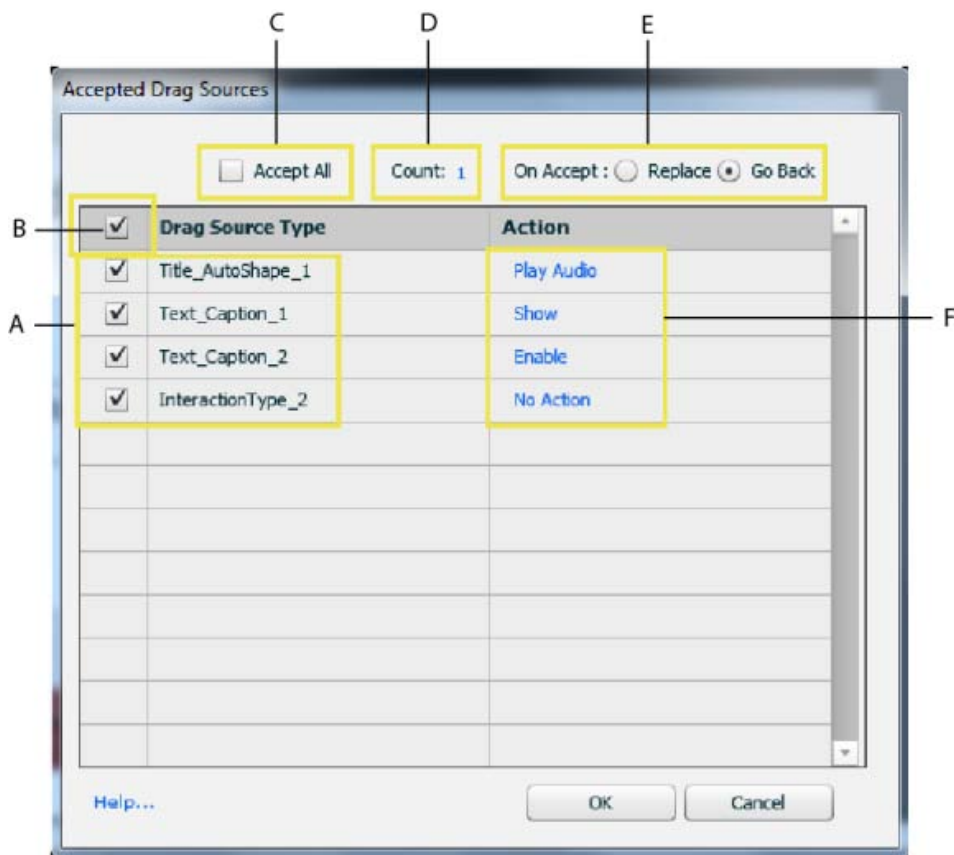 C D E
Accepted Drag Sources
Accept All Count: 1 On Accept : Replace Go Back
B Drag Source Type Action
Title_AutoShape_1 Play Audio
A Text_Caption_1 Show F
Text_Caption_2 Enable
InteractionType_2 No Action
Help... OK Cancel